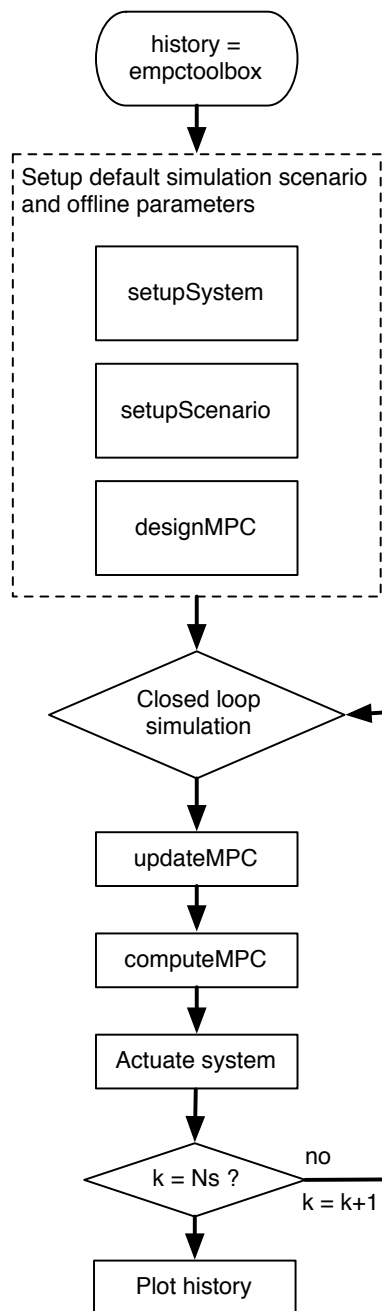 history =
empctoolbox
Setup default simulation scenario
and offline parameters
setupSystem
setupScenario
designMPC
Closed loop
simulation
updateMPC
computeMPC
Actuate system
k = Ns ?
no
k = k+1
Plot history